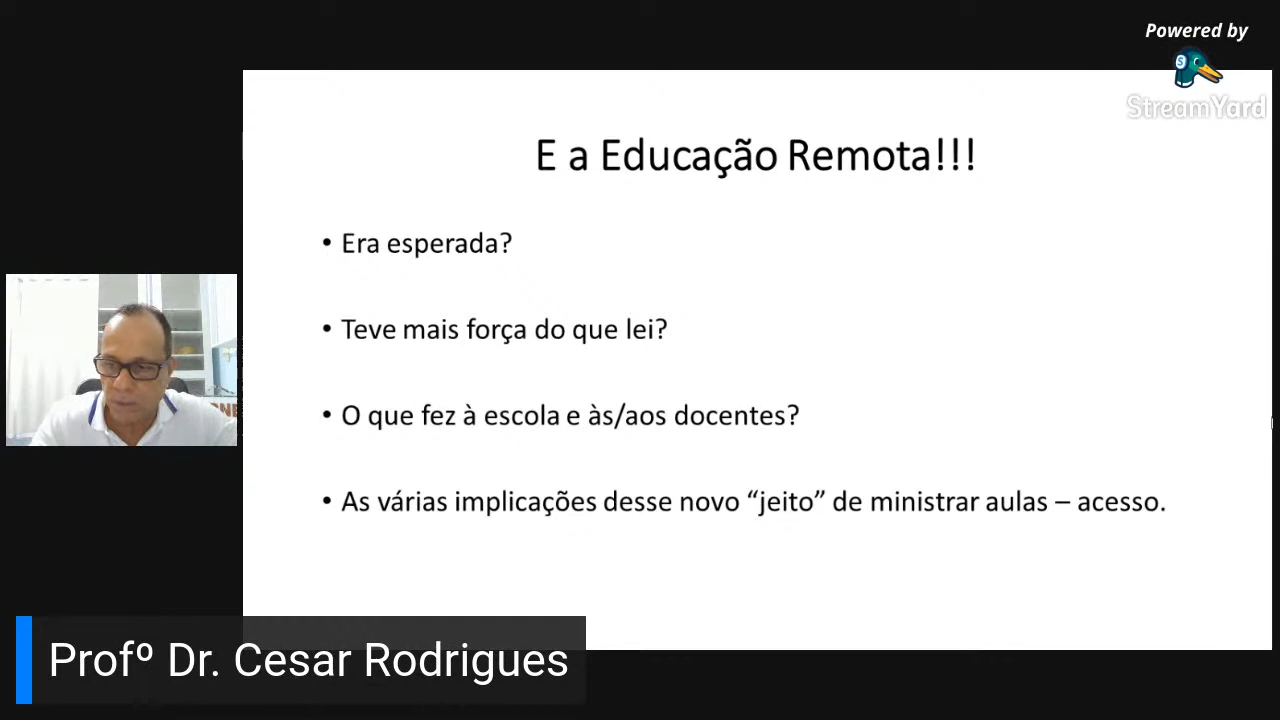 Powered by
StreamYard
E a Educação Remota!!!
• Era esperada?
• Teve mais força do que lei?
• O que fez à escola e às/aos docentes?
• As várias implicações desse novo “jeito” de ministrar aulas – acesso.
Profº Dr. Cesar Rodrigues